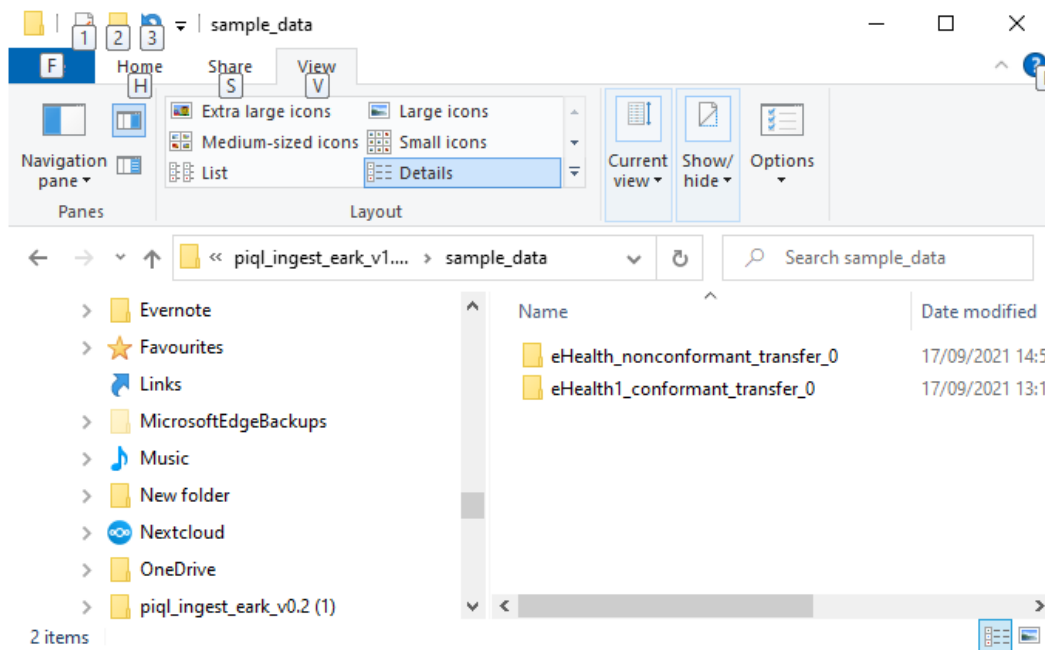 sample_data
1 2 3
F Home Share View
H S V
Extra large icons Large icons
Medium-sized icons Small icons
List Details
Navigation pane
Current view
Show/ hide
Options
Panes Layout
« piql_ingest_eark_v1.... > sample_data Search sample_data
Evernote
Favourites
Links
MicrosoftEdgeBackups
Music
New folder
Nextcloud
OneDrive
piql_ingest_eark_v0.2 (1)
Name Date modified
eHealth_nonconformant_transfer_0 17/09/2021 14:5
eHealth1_conformant_transfer_0 17/09/2021 13:1
2 items